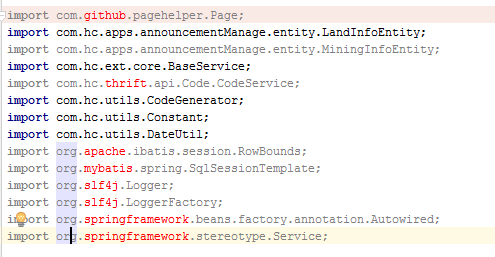 import com.github.pagehelper.Page;
import com.hc.apps.announcementManage.entity.LandInfoEntity;
import com.hc.apps.announcementManage.entity.MiningInfoEntity;
import com.hc.ext.core.BaseService;
import com.hc.thrift.api.Code.CodeService;
import com.hc.utils.CodeGenerator;
import com.hc.utils.Constant;
import com.hc.utils.DateUtil;
import org.apache.ibatis.session.RowBounds;
import org.mybatis.spring.SqlSessionTemplate;
import org.slf4j.Logger;
import org.slf4j.LoggerFactory;
import org.springframework.beans.factory.annotation.Autowired;
import org.springframework.stereotype.Service;